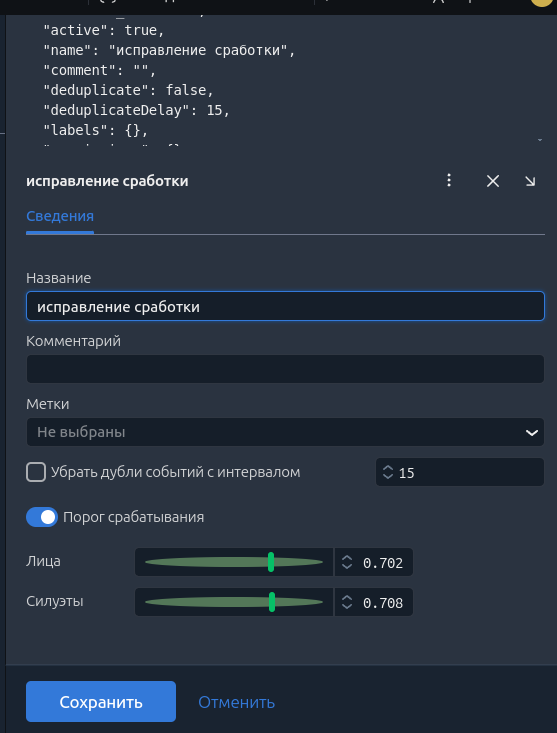 "active": true,
"name": "исправление сработки",
"comment": "",
"deduplicate": false,
"deduplicateDelay": 15,
"labels": {},
исправление сработки
Сведения
Название
исправление сработки
Комментарий
Метки
Не выбраны
Убрать дубли событий с интервалом
15
Порог срабатывания
Лица
0.702
Силуэты
0.708
Сохранить
Отменить